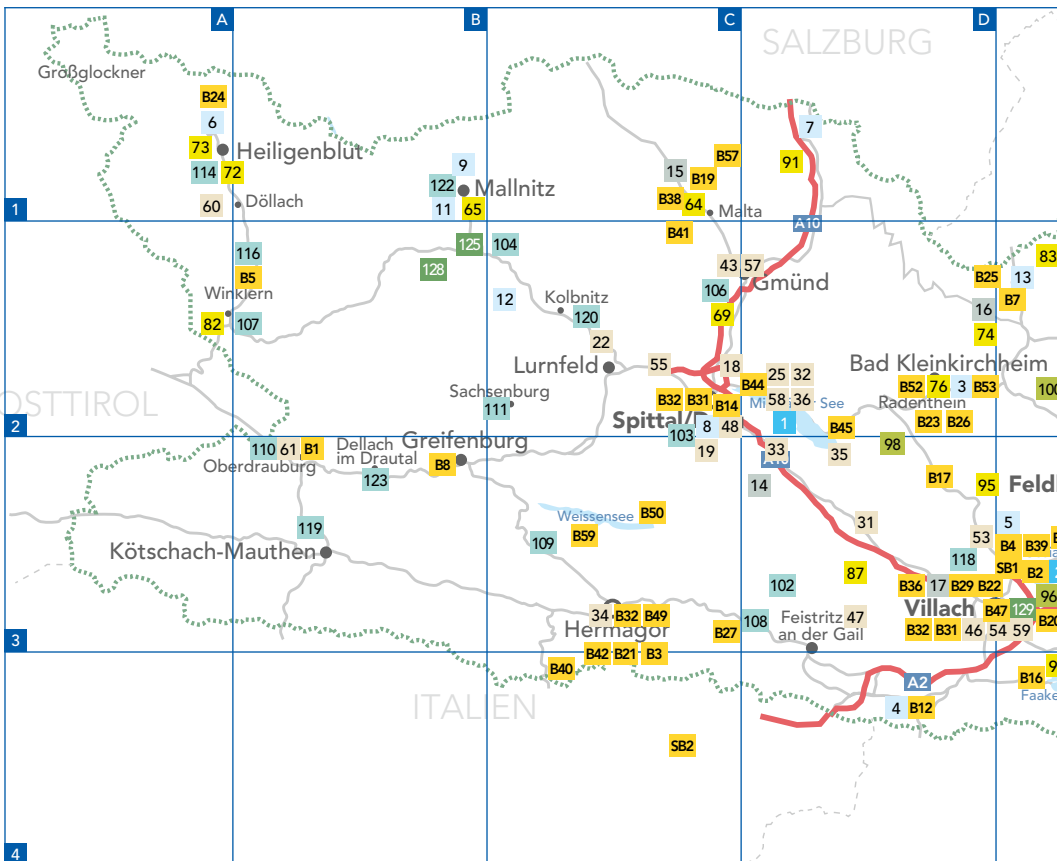 A B C D
SALZBURG
Großglockner
B24
6 7
73 Heiligenblut B57
9 15 91
114 72 122 Mallnitz B19
60 Döllach 11 65 B38 64 Malta
1
A10
125 104 B41
116 128 43 57 83
B5 Gmünd B25 13
Winklern 12 Kolbnitz 106 B7
82 107 120 69 16
22 74
Lurnfeld 55 18 Bad Kleinkirchheim
25 32
OSTTIROL Sachsenburg B44 B52 76 3 B53 100
111 B32 B31 B14 58 36 See Radenthein
Spittal/D 1 B23 B26
2 103 8 48 B45
110 61 B1 Dellach Greifenburg 19 33 35 98
Oberdrauburg im Drautal B8
123 14 B17 95 Feld
Weissensee B50
119 31 5
109 B59 53 B4 B39
Kötschach-Mauthen 118
87 SB1 B2
102 B36 17 B29 B22 96
34 B32 B49 Villach B47 129
Hermagor 108 Feistritz 47 B20
an der Gail
B27 B32 B31 46 54 59
3
B42 B21 B3
B40 A2 B16 9
Faake
ITALIEN 4 B12
SB2
4